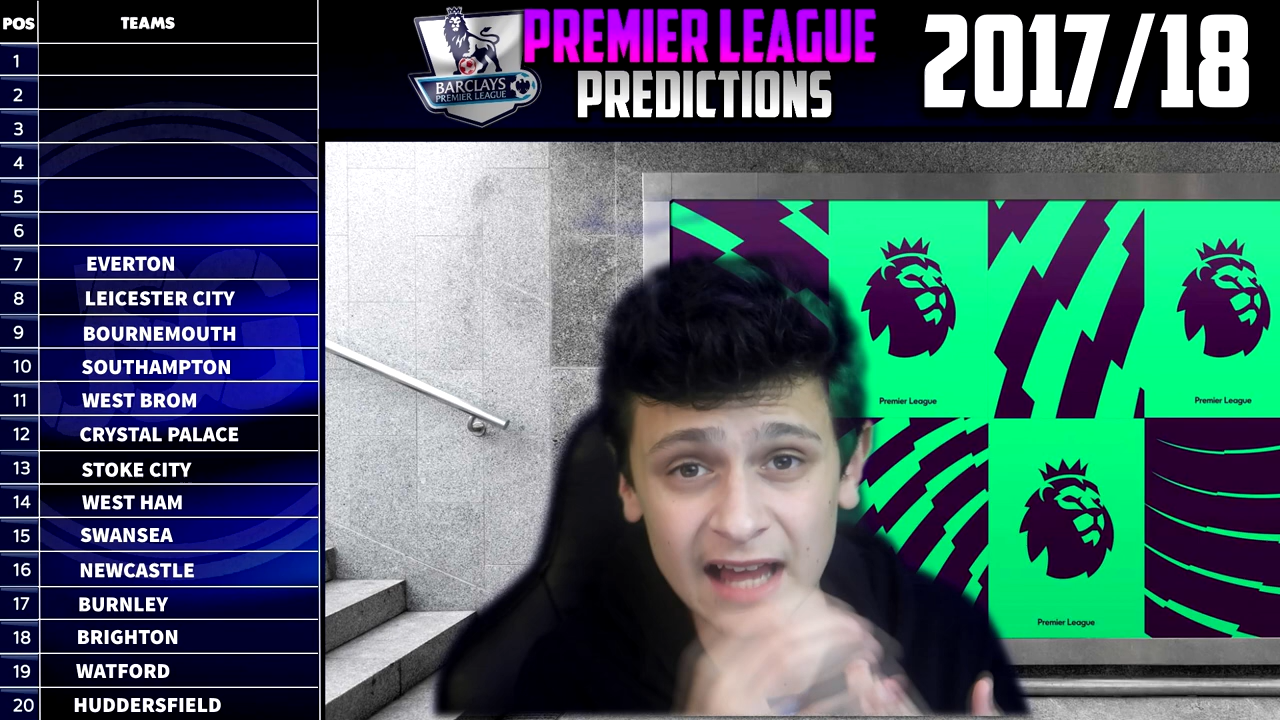 POS TEAMS
1
2
3
4
5
6
7 EVERTON
8 LEICESTER CITY
9 BOURNEMOUTH
10 SOUTHAMPTON
11 WEST BROM
12 CRYSTAL PALACE
13 STOKE CITY
14 WEST HAM
15 SWANSEA
16 NEWCASTLE
17 BURNLEY
18 BRIGHTON
19 WATFORD
20 HUDDERSFIELD
BARCLAYS
PREMIER LEAGUE
PREMIER LEAGUE
PREDICTIONS
2017/18
Premier League
Premier League
Premier League